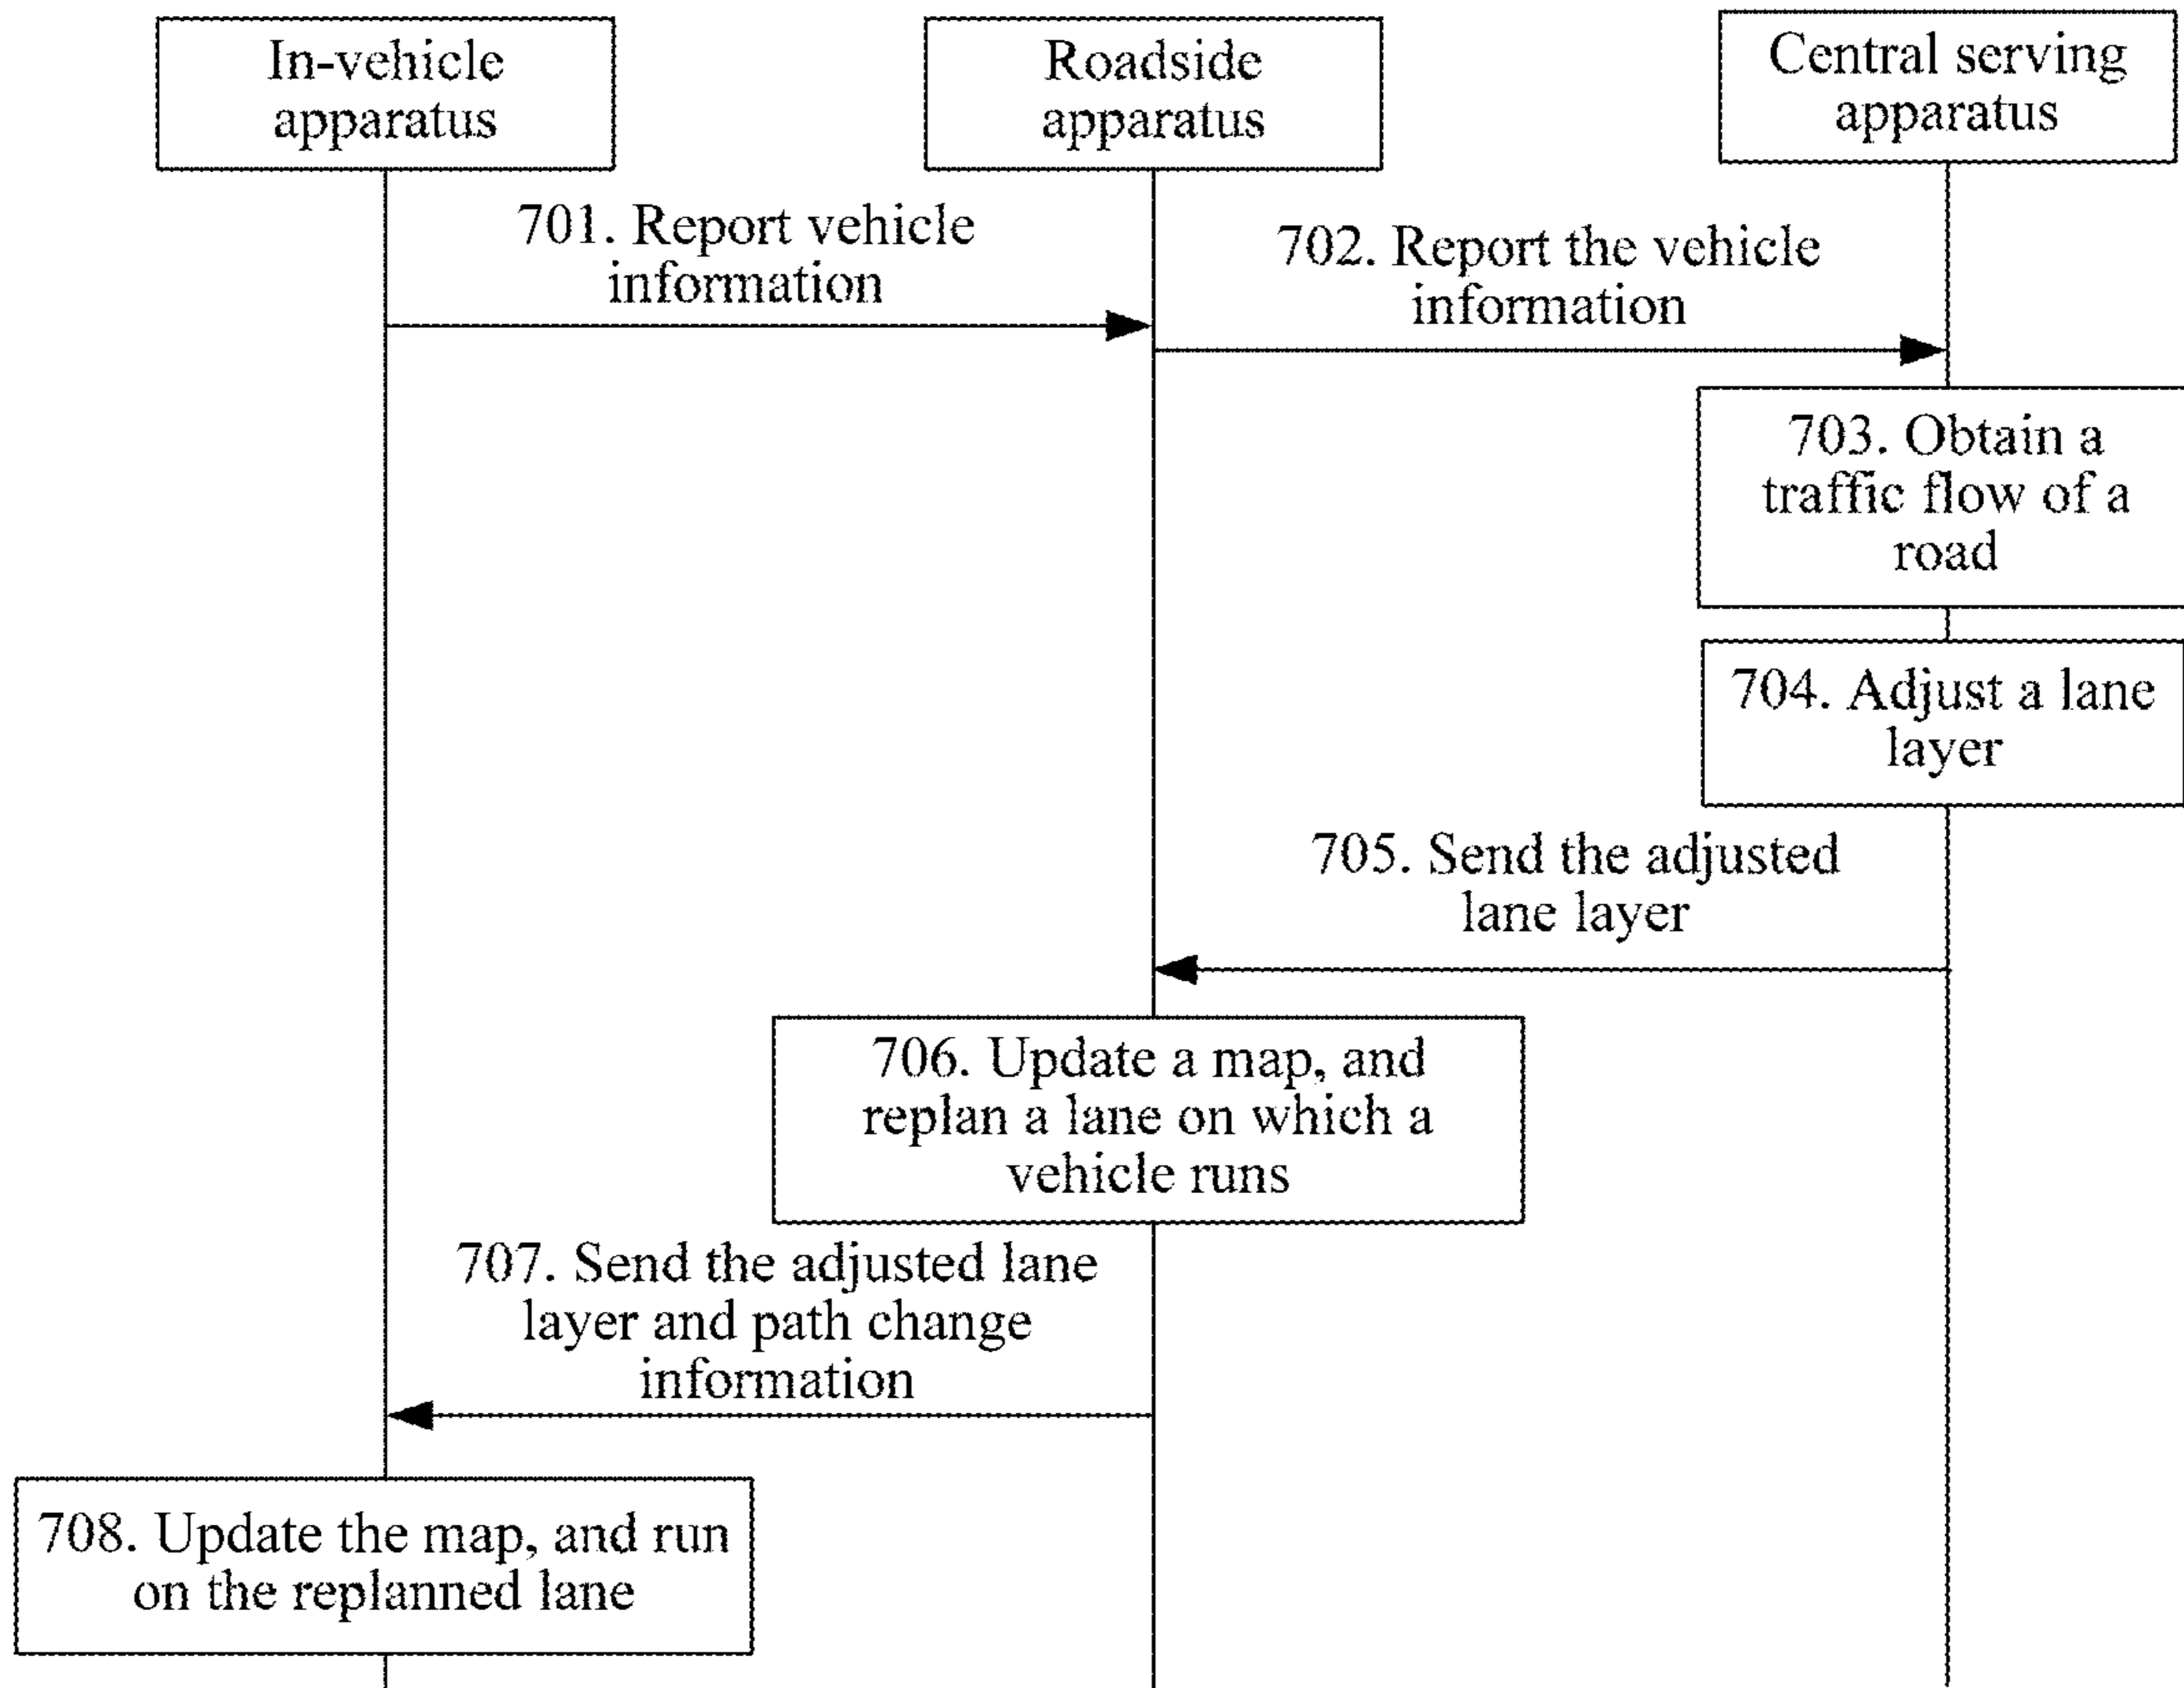 In-vehicle
apparatus
Roadside
apparatus
Central serving
apparatus
701. Report vehicle
information
702. Report the vehicle
information
703. Obtain a
traffic flow of a
road
704. Adjust a lane
layer
705. Send the adjusted
lane layer
706. Update a map, and
replan a lane on which a
vehicle runs
707. Send the adjusted lane
layer and path change
information
708. Update the map, and run
on the replanned lane